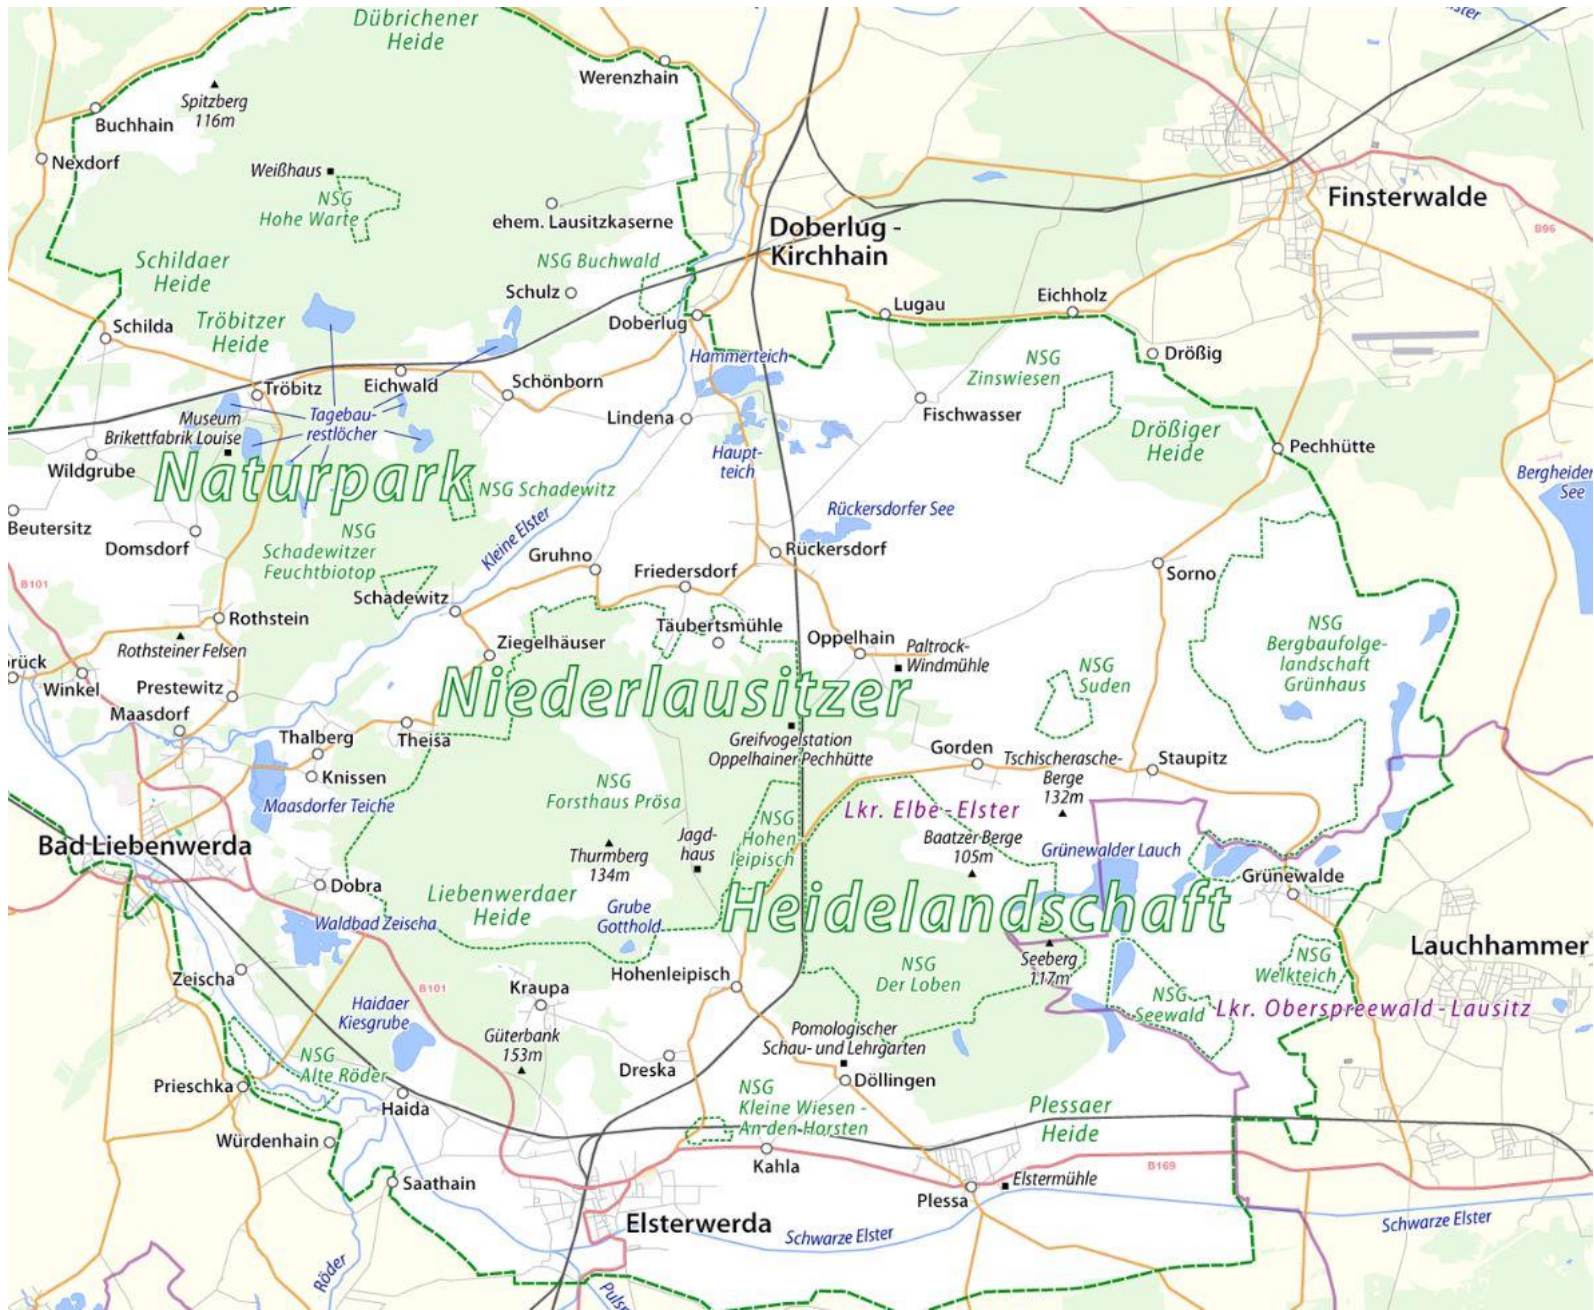 Dübrichener
Heide
Elster
Werenzhain
Spitzberg
116m
Buchhain
Nexdorf
Weißhaus
NSG
Hohe Warte
ehem. Lausitzkaserne
Finsterwalde
B96
Doberlug -
Kirchhain
Schildaer
Heide
NSG Buchwald
Schulz
Lugau
Eichholz
Schilda
Tröbitzer
Heide
Doberlug
Drößig
Hammerteich
NSG
Zinswiesen
Tröbitz
Eichwald
Schönborn
Museum
Brikettfabrik Louise
Tagebau-
restlöcher
Lindena
Fischwasser
Drößiger
Heide
Pechhütte
Wildgrube
Haupt-
teich
Bergheider
See
Naturpark
NSG Schadewitz
Rückersdorfer See
Beutersitz
Domsdorf
NSG
Schadewitzer
Feuchtbiotop
Kleine Elster
Gruhno
Rückersdorf
B101
Friedersdorf
Sorno
Schadewitz
Rothstein
Täubertsmühle
Ziegelhäuser
Oppelhain
Paltrock-
Windmühle
NSG
Bergbaufolge-
landschaft
Grünhaus
Rothsteiner Felsen
brück
Winkel
Prestewitz
NSG
Suden
Niederlausitzer
Maasdorf
Thalberg
Theisa
Greifvogelstation
Oppelhainer Pechhütte
Gorden
Tschischerasche-
Berge
132m
Staupitz
Knissen
NSG
Forsthaus Prösa
Maasdorfer Teiche
Lkr. Elbe-Elster
NSG
Hohen
leipisch
Jagd-
haus
Baatzer Berge
105m
Bad Liebenwerda
Thurmberg
134m
Grünewalder Lauch
Grünewalde
Dobra
Liebenwerdaer
Heide
Grube
Gotthold
Heidelandschaft
Waldbad Zeischa
Lauchhammer
Zeischa
Hohenleipisch
NSG
Der Loben
Seeberg
117m
NSG
Welkteich
B101
Kraupa
Haidaer
Kiesgrube
NSG
Seewald
Lkr. Oberspreewald-Lausitz
Güterbank
153m
Pomologischer
Schau- und Lehrgarten
NSG
Alte Röder
Dreska
Döllingen
Prieschka
Haida
NSG
Kleine Wiesen -
An den Horsten
Plessaer
Heide
Würdenhain
Kahla
B169
Saathain
Plessa
Elstermühle
Elsterwerda
Schwarze Elster
Schwarze Elster
Röder
Pulsn